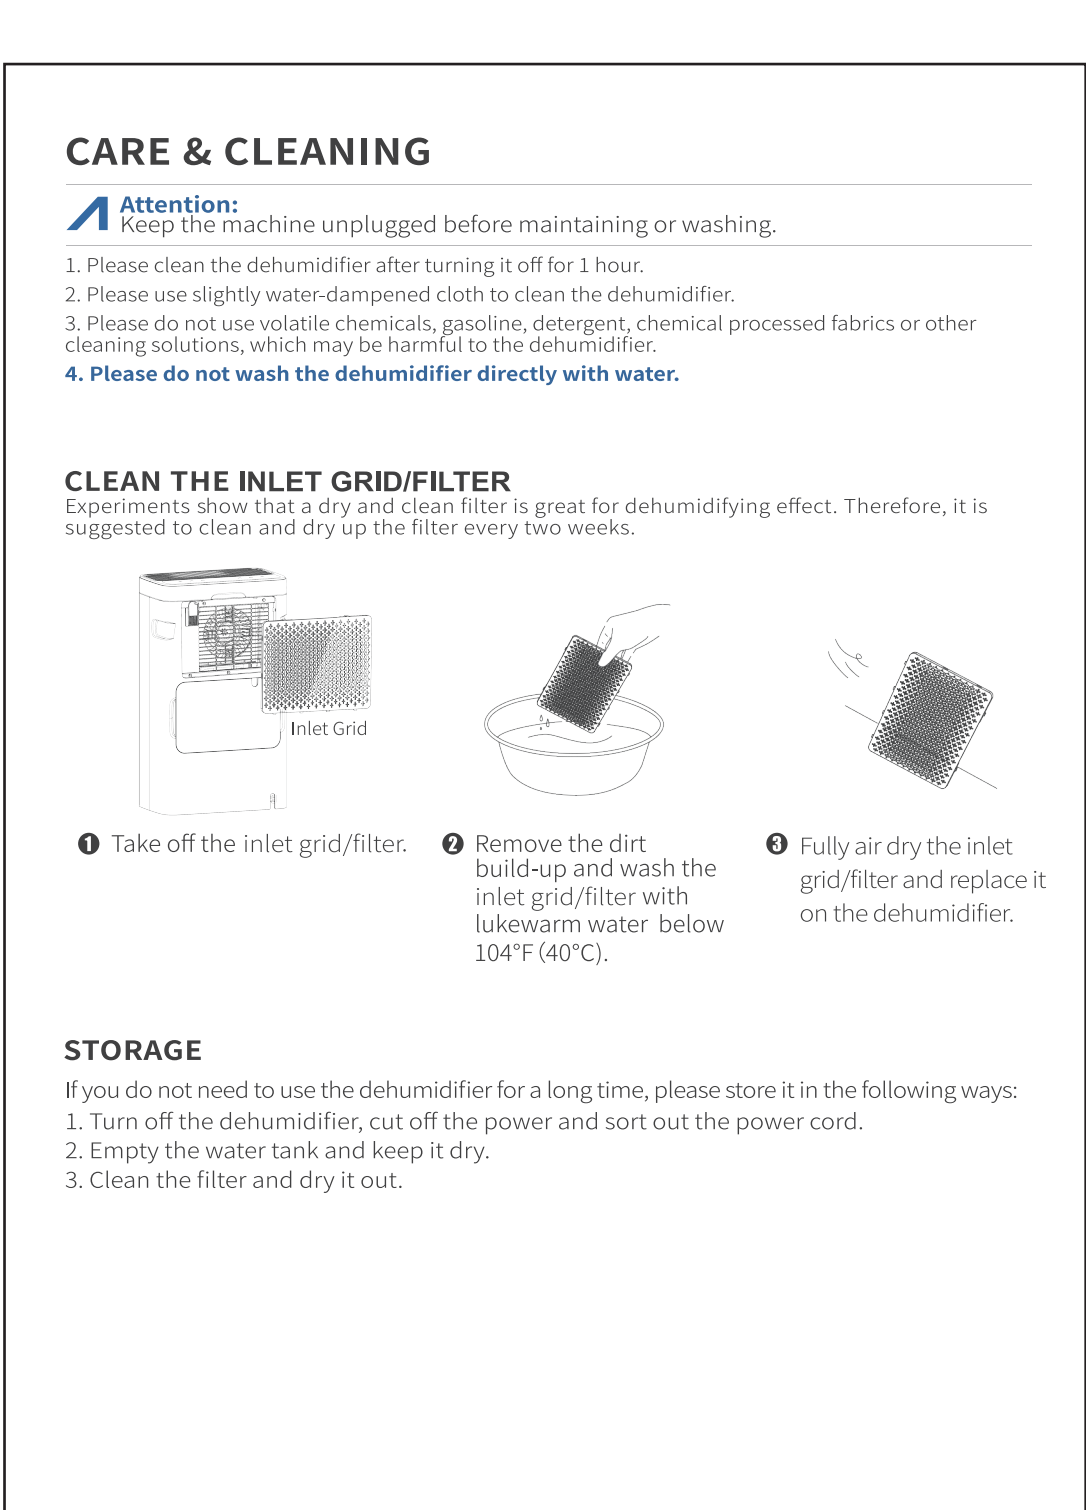 CARE & CLEANING
Attention:
Keep the machine unplugged before maintaining or washing.
1. Please clean the dehumidifier after turning it off for 1 hour.
2. Please use slightly water-dampened cloth to clean the dehumidifier.
3. Please do not use volatile chemicals, gasoline, detergent, chemical processed fabrics or other
cleaning solutions, which may be harmful to the dehumidifier.
4. Please do not wash the dehumidifier directly with water.
CLEAN THE INLET GRID/FILTER
Experiments show that a dry and clean filter is great for dehumidifying effect. Therefore, it is
suggested to clean and dry up the filter every two weeks.
Inlet Grid
❶ Take off the inlet grid/filter.
❷ Remove the dirt
build-up and wash the
inlet grid/filter with
lukewarm water below
104°F (40°C).
❸ Fully air dry the inlet
grid/filter and replace it
on the dehumidifier.
STORAGE
If you do not need to use the dehumidifier for a long time, please store it in the following ways:
1. Turn off the dehumidifier, cut off the power and sort out the power cord.
2. Empty the water tank and keep it dry.
3. Clean the filter and dry it out.